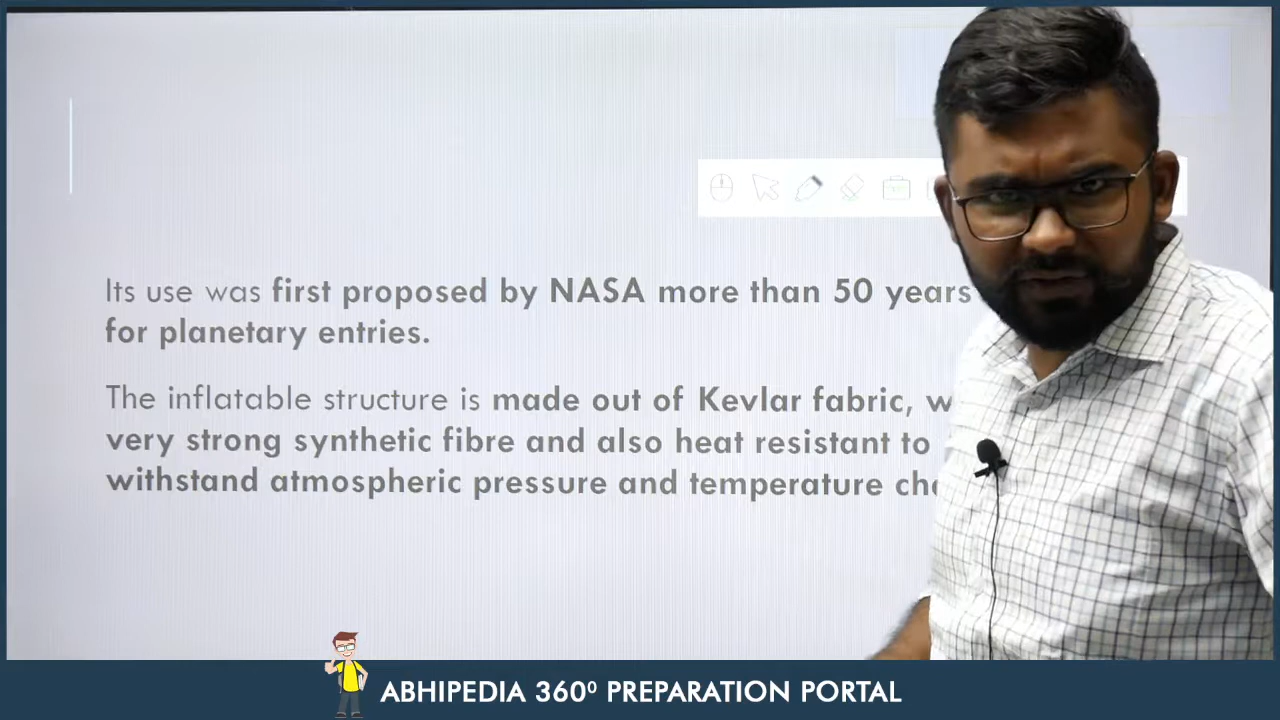 Its use was first proposed by NASA more than 50 years
for planetary entries.
The inflatable structure is made out of Kevlar fabric,
very strong synthetic fibre and also heat resistant to
withstand atmospheric pressure and temperature
ABHIPEDIA 360⁰ PREPARATION PORTAL